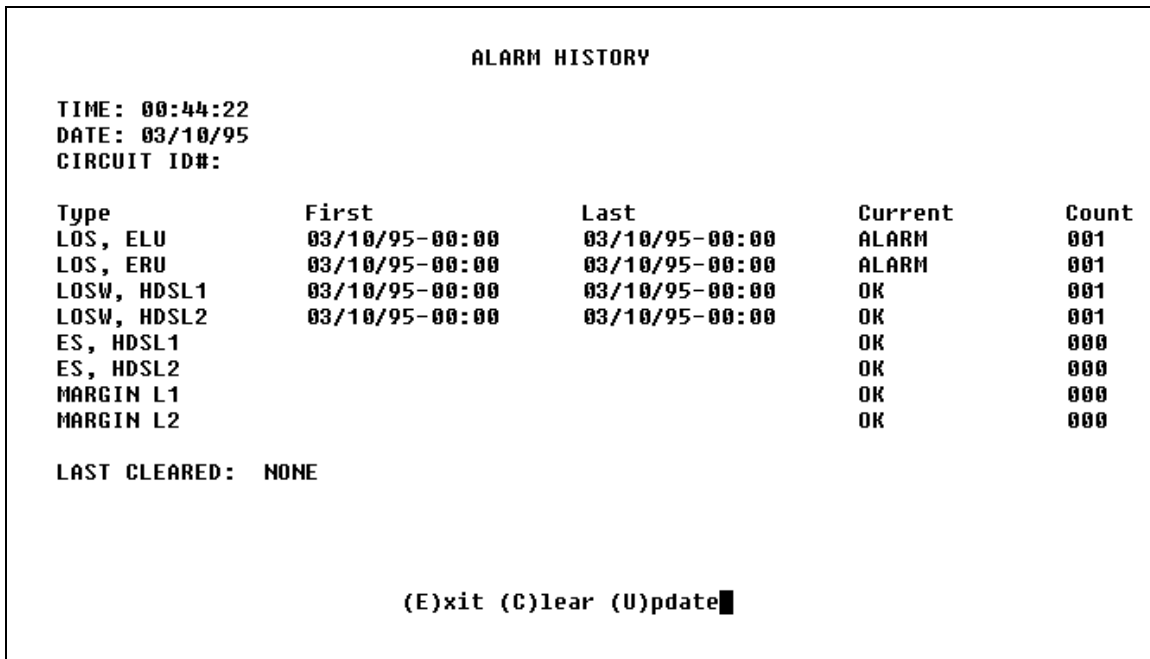 ALARM HISTORY
TIME: 00:44:22
DATE: 03/10/95
CIRCUIT ID#:
Type First Last Current Count
LOS, ELU 03/10/95-00:00 03/10/95-00:00 ALARM 001
LOS, ERU 03/10/95-00:00 03/10/95-00:00 ALARM 001
LOSW, HDSL1 03/10/95-00:00 03/10/95-00:00 OK 001
LOSW, HDSL2 03/10/95-00:00 03/10/95-00:00 OK 001
ES, HDSL1 OK 000
ES, HDSL2 OK 000
MARGIN L1 OK 000
MARGIN L2 OK 000
LAST CLEARED: NONE
(E)xit (C)lear (U)pdate